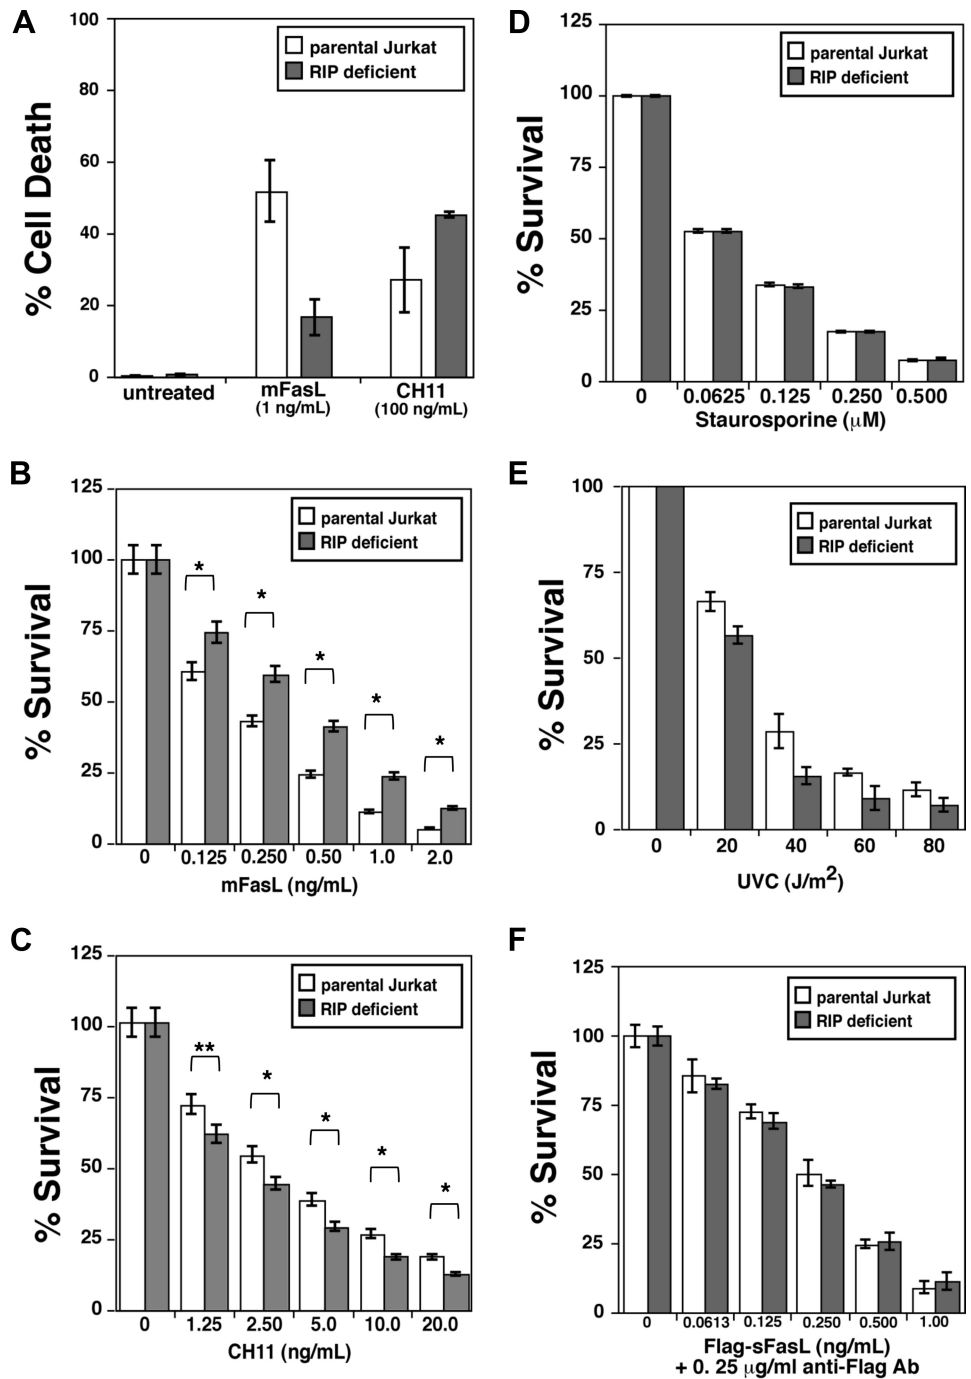 A
100
80
60
40
20
0
% Cell Death
parental Jurkat
RIP deficient
untreated
mFasL
(1 ng/mL)
CH11
(100 ng/mL)
B
125
100
75
50
25
0
% Survival
parental Jurkat
RIP deficient
*
*
*
*
*
0 0.125 0.250 0.50 1.0 2.0
mFasL (ng/mL)
C
125
100
75
50
25
0
% Survival
parental Jurkat
RIP deficient
**
*
*
*
*
0 1.25 2.50 5.0 10.0 20.0
CH11 (ng/mL)
D
125
100
75
50
25
0
% Survival
parental Jurkat
RIP deficient
0 0.0625 0.125 0.250 0.500
Staurosporine (μM)
E
100
75
50
25
0
% Survival
parental Jurkat
RIP deficient
0 20 40 60 80
UVC (J/m²)
F
125
100
75
50
25
0
% Survival
parental Jurkat
RIP deficient
0 0.0613 0.125 0.250 0.500 1.00
Flag-sFasL (ng/mL)
+ 0. 25 μg/ml anti-Flag Ab